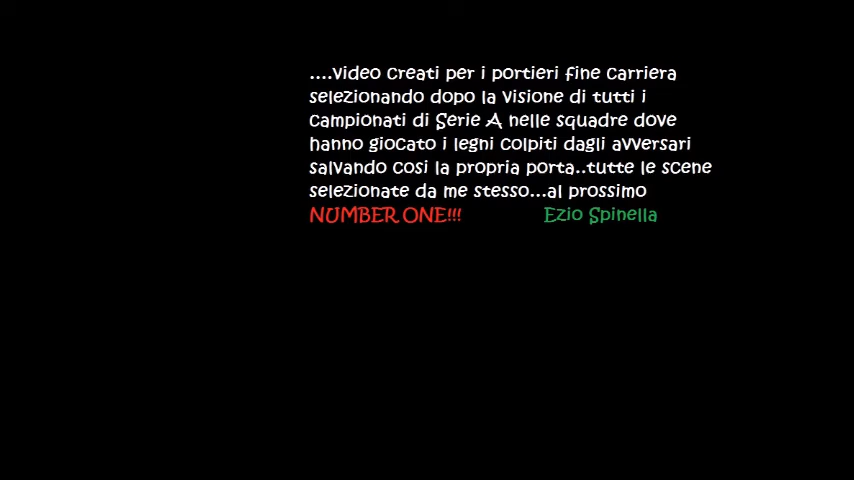 ....Video Creati per i portieri fine Carriera
selezionando dopo la Visione di tutti i
Campionati di Serie A nelle squadre dove
hanno giocato i legni colpiti dagli avversari
salvando cosi la propria porta..tutte le scene
selezionate da me stesso...al prossimo
NUMBER ONE!!! Ezio Spinella